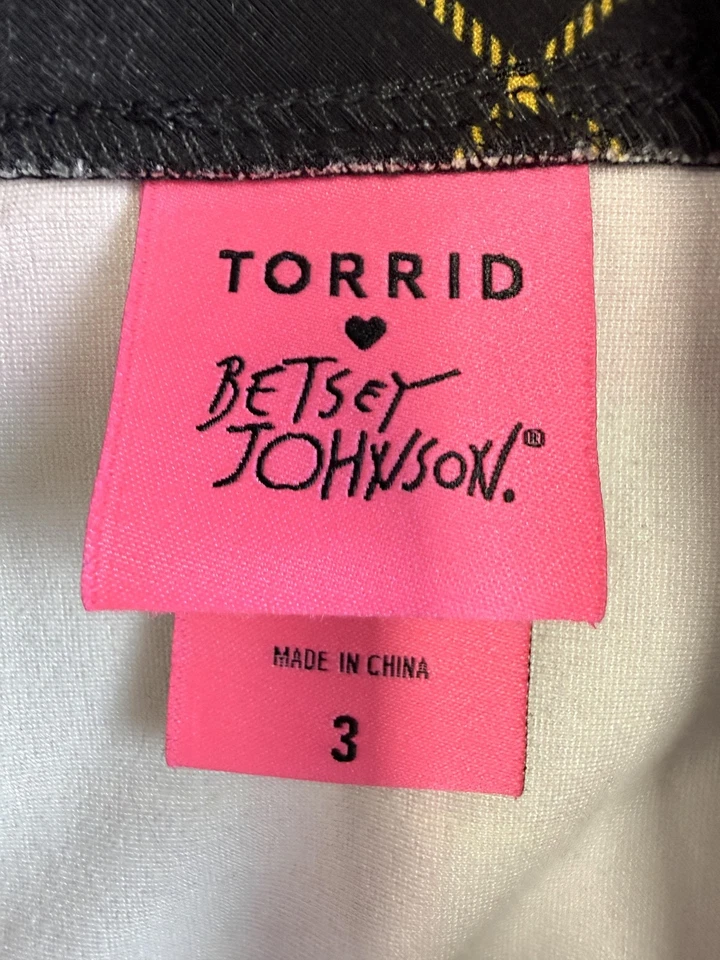 TORRID
♥
BETSEY
JOHNSON.®
MADE IN CHINA
3